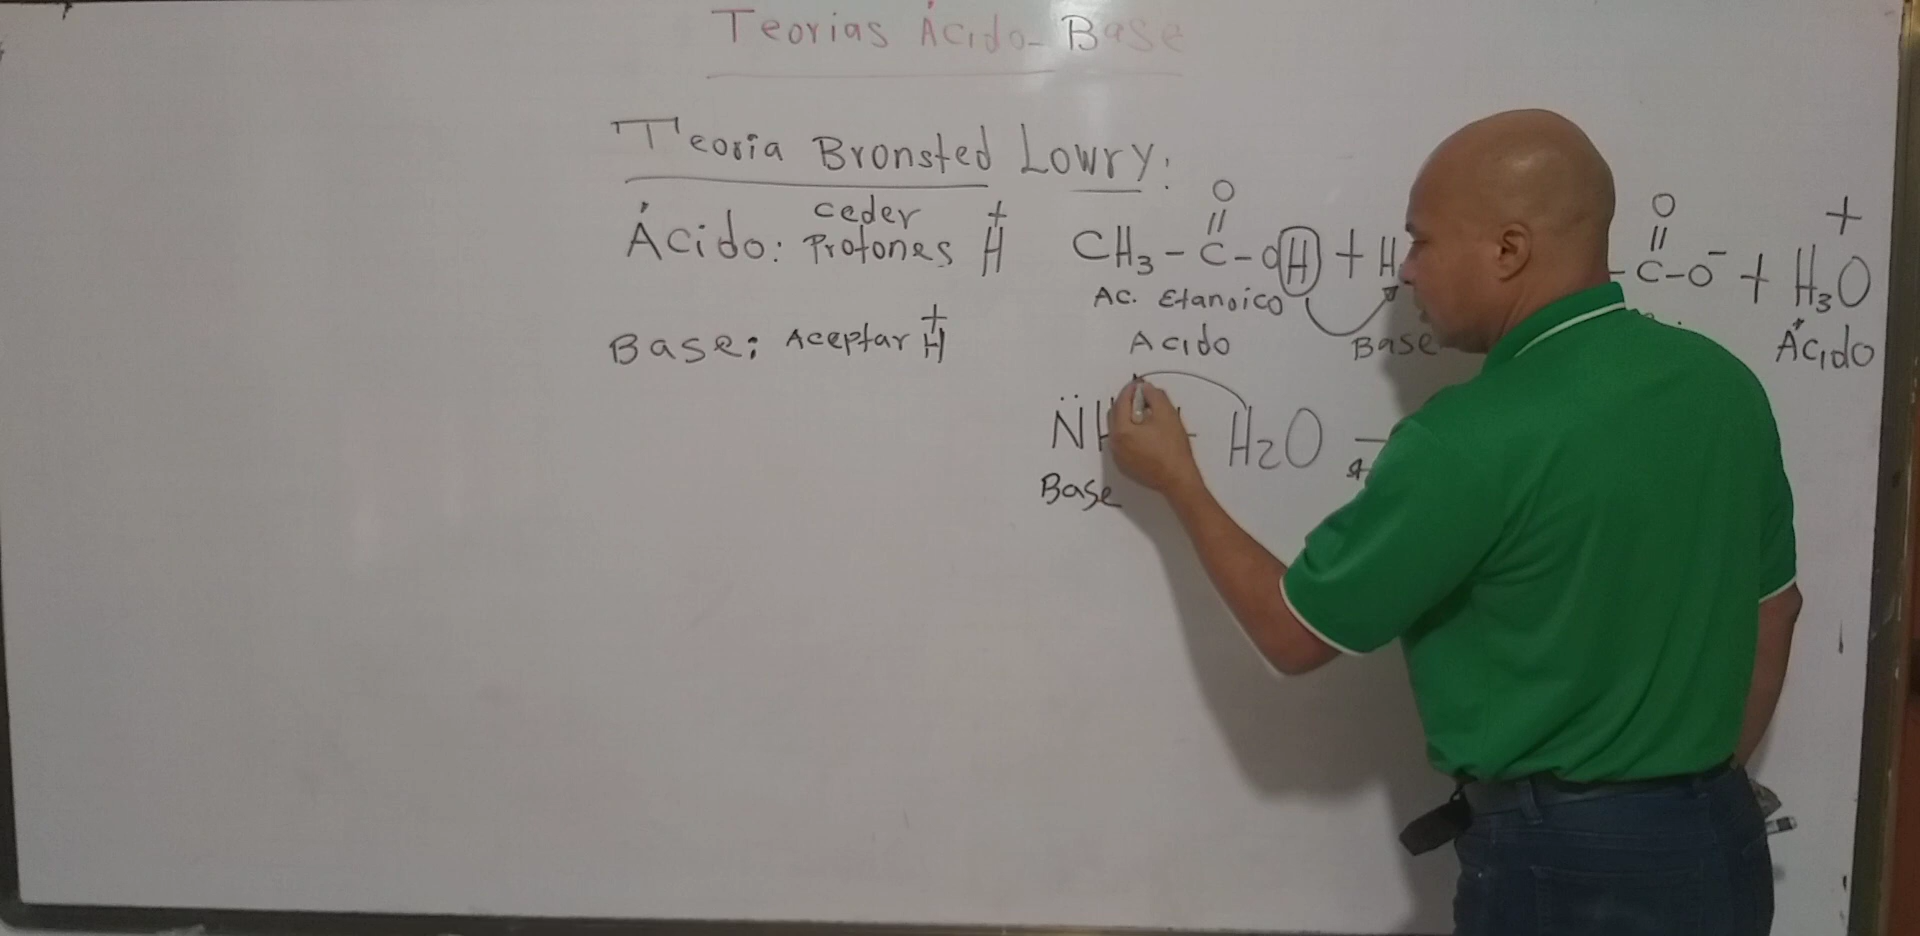 Teorias Ácido-Base
Teoria Bronsted Lowry:
Ácido: ceder Protones H+
CH3-C-OH + H
O
||
-C-O- + H3O+
O
||
Ac. Etanoico
Base: Aceptar H+
Acido
Base
Ácido
N̈H + H2O
Base